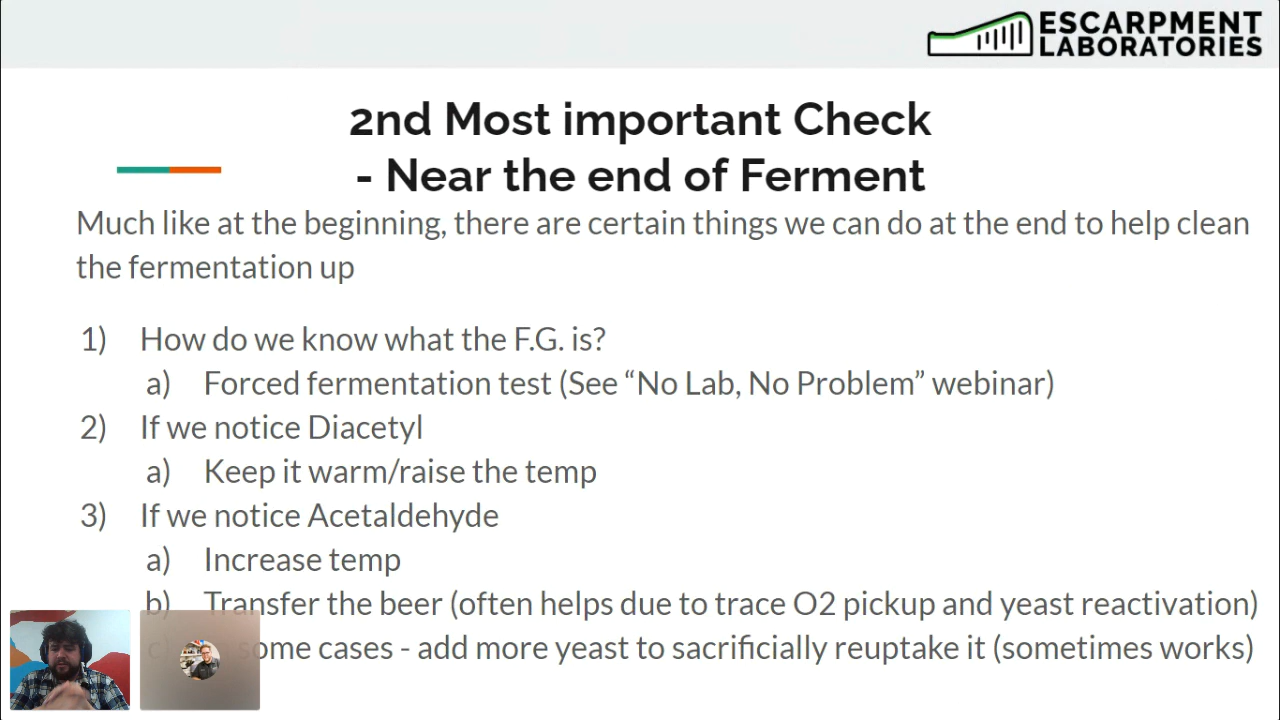 ESCARPMENT
LABORATORIES
2nd Most important Check
- Near the end of Ferment
Much like at the beginning, there are certain things we can do at the end to help clean
the fermentation up
1) How do we know what the F.G. is?
a) Forced fermentation test (See “No Lab, No Problem” webinar)
2) If we notice Diacetyl
a) Keep it warm/raise the temp
3) If we notice Acetaldehyde
a) Increase temp
b) Transfer the beer (often helps due to trace O2 pickup and yeast reactivation)
c) some cases - add more yeast to sacrificially reuptake it (sometimes works)